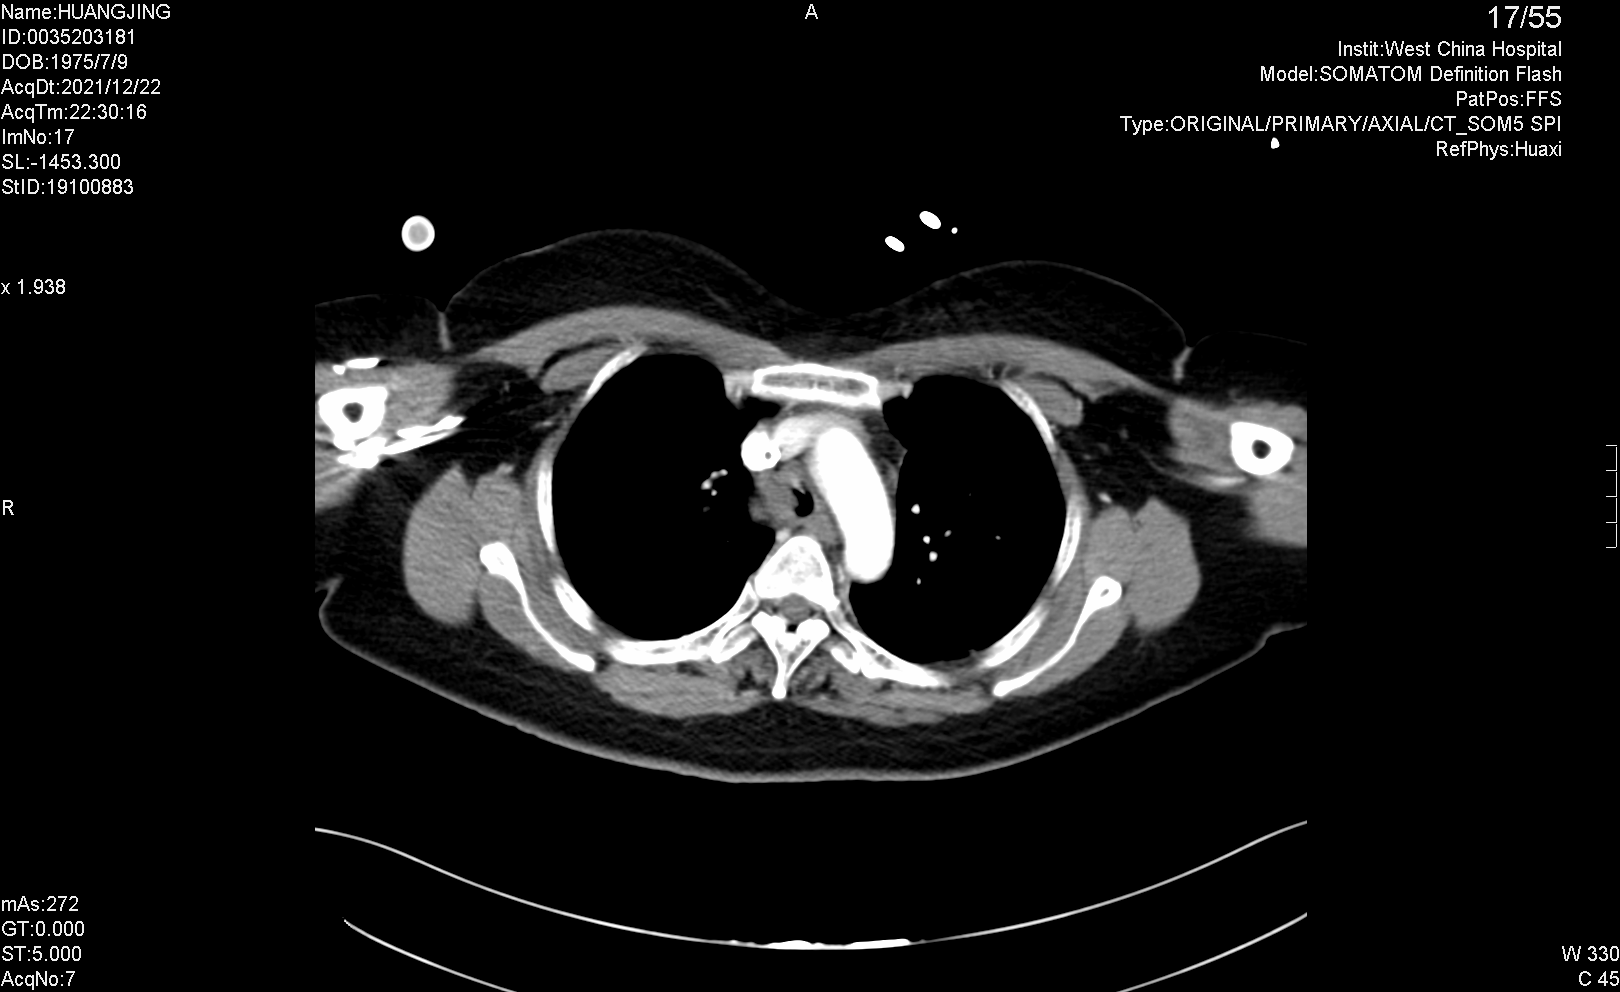 Name:HUANGJING
ID:0035203181
DOB:1975/7/9
AcqDt:2021/12/22
AcqTm:22:30:16
ImNo:17
SL:-1453.300
StID:19100883
x 1.938
A
17/55
Instit:West China Hospital
Model:SOMATOM Definition Flash
PatPos:FFS
Type:ORIGINAL/PRIMARY/AXIAL/CT_SOM5 SPI
RefPhys:Huaxi
R
mAs:272
GT:0.000
ST:5.000
AcqNo:7
W 330
C 45